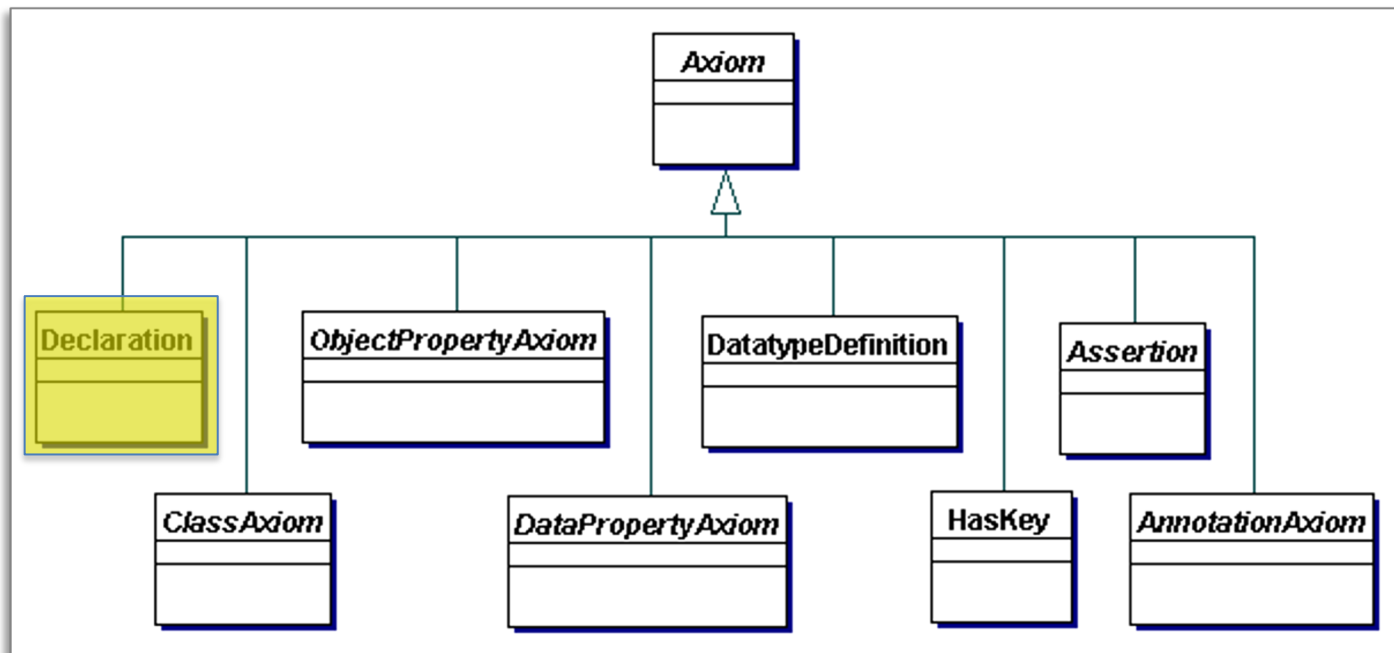 Axiom
Declaration
ObjectPropertyAxiom
DatatypeDefinition
Assertion
ClassAxiom
DataPropertyAxiom
HasKey
AnnotationAxiom